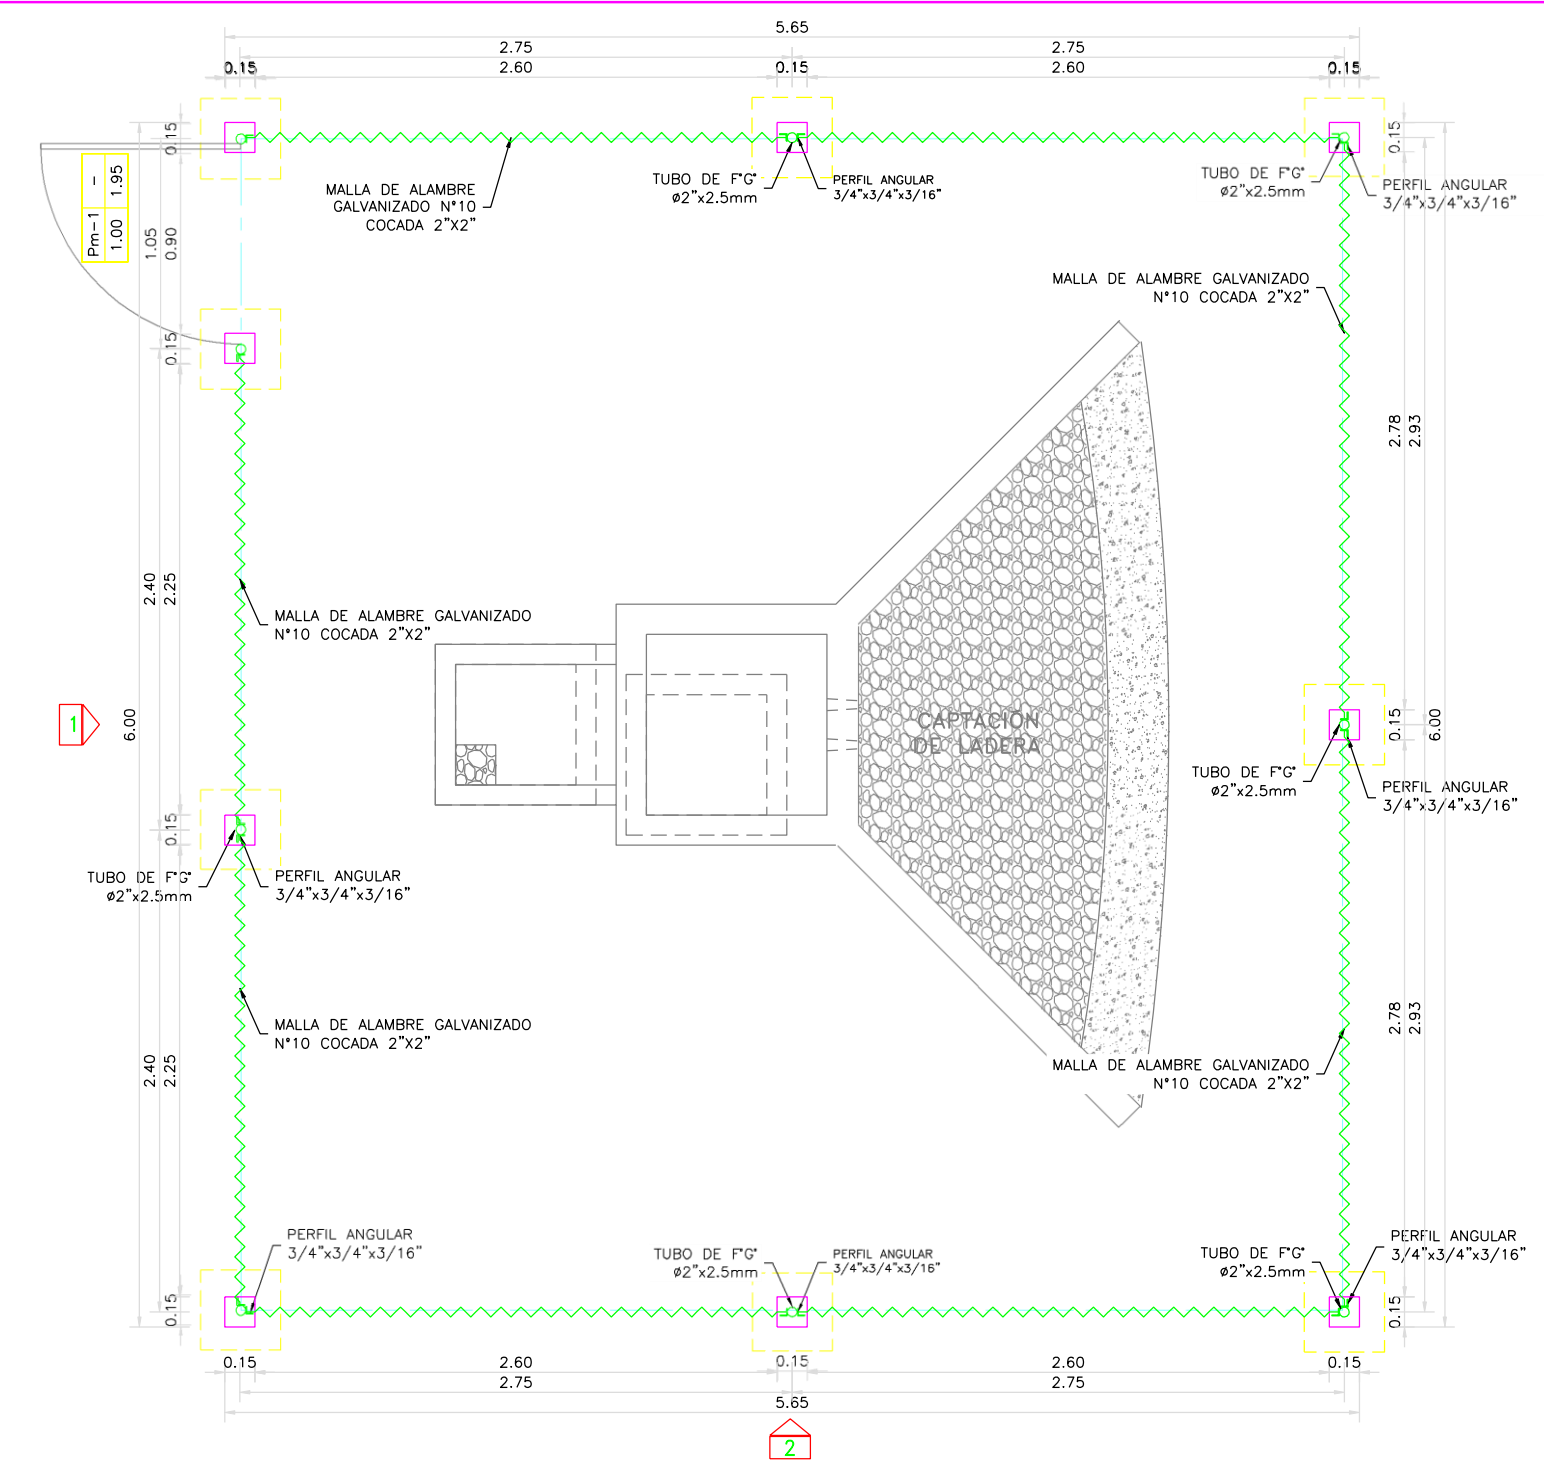 5.65
2.75
2.75
0.15
2.60
0.15
2.60
0.15
0.15
Pm-1 -
1.00 1.95
1.05
0.90
MALLA DE ALAMBRE
GALVANIZADO N°10
COCADA 2"X2"
TUBO DE F°G°
ø2"x2.5mm
PERFIL ANGULAR
3/4"x3/4"x3/16"
TUBO DE F°G°
ø2"x2.5mm
0.15
PERFIL ANGULAR
3/4"x3/4"x3/16"
MALLA DE ALAMBRE GALVANIZADO
N°10 COCADA 2"X2"
0.15
2.78
2.93
2.40
2.25
MALLA DE ALAMBRE GALVANIZADO
N°10 COCADA 2"X2"
1
6.00
CAPTACIÓN
DE LADERA
0.15
6.00
TUBO DE F°G°
ø2"x2.5mm
PERFIL ANGULAR
3/4"x3/4"x3/16"
0.15
TUBO DE F°G°
ø2"x2.5mm
PERFIL ANGULAR
3/4"x3/4"x3/16"
MALLA DE ALAMBRE GALVANIZADO
N°10 COCADA 2"X2"
2.40
2.25
2.78
2.93
MALLA DE ALAMBRE GALVANIZADO
N°10 COCADA 2"X2"
PERFIL ANGULAR
3/4"x3/4"x3/16"
TUBO DE F°G°
ø2"x2.5mm
PERFIL ANGULAR
3/4"x3/4"x3/16"
TUBO DE F°G°
ø2"x2.5mm
PERFIL ANGULAR
3/4"x3/4"x3/16"
0.15
0.15
0.15
2.60
0.15
2.60
0.15
2.75
2.75
5.65
2